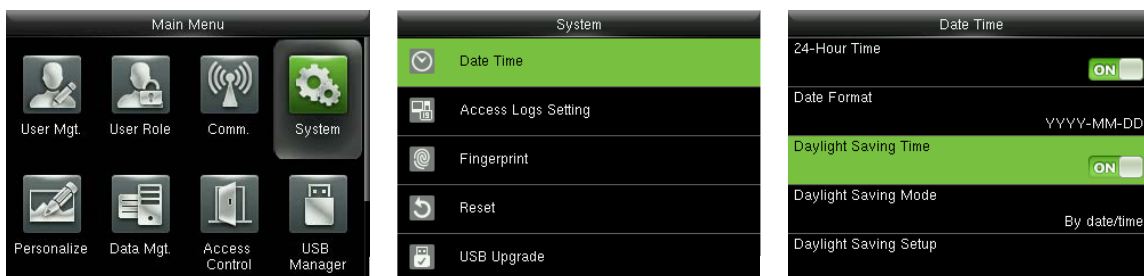 Main Menu
User Mgt.
User Role
Comm.
System
Personalize
Data Mgt.
Access
Control
USB
Manager
System
Date Time
Access Logs Setting
Fingerprint
Reset
USB Upgrade
Date Time
24-Hour Time
ON
Date Format
YYYY-MM-DD
Daylight Saving Time
ON
Daylight Saving Mode
By date/time
Daylight Saving Setup